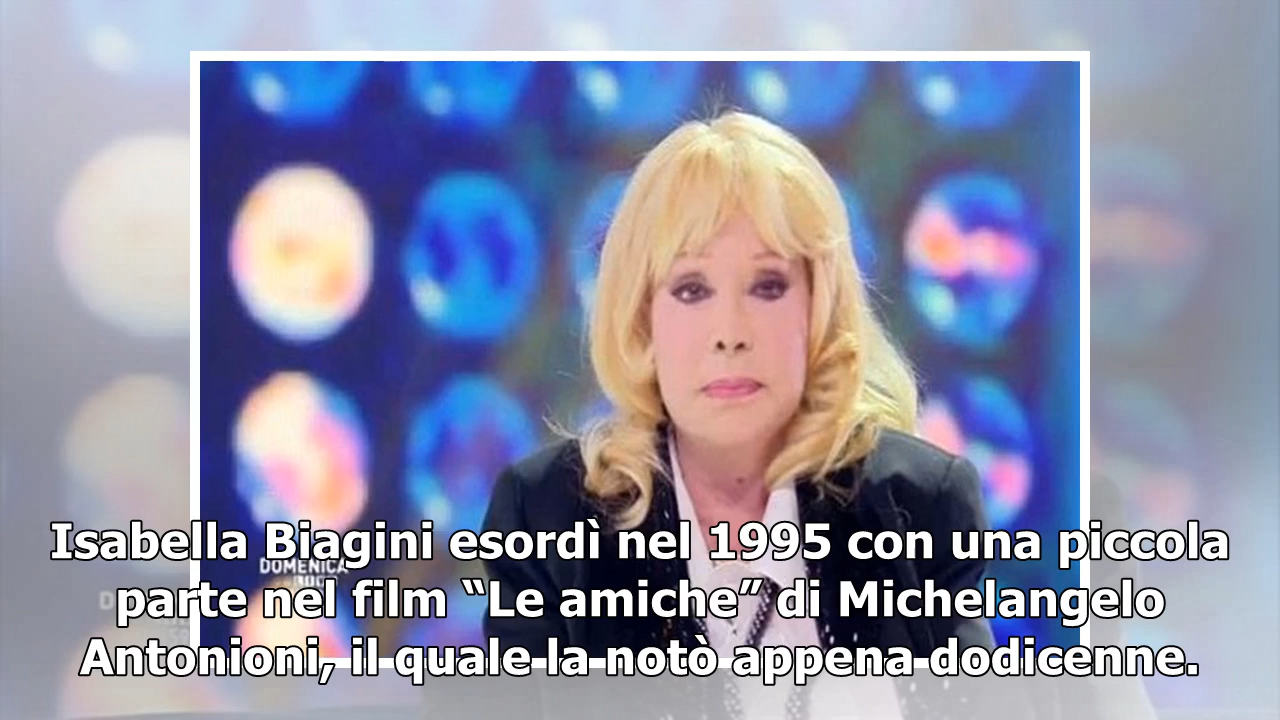 Isabella Biagini esordì nel 1995 con una piccola
DOMENICA
parte nel film “Le amiche” di Michelangelo
Antonioni, il quale la notò appena dodicenne.